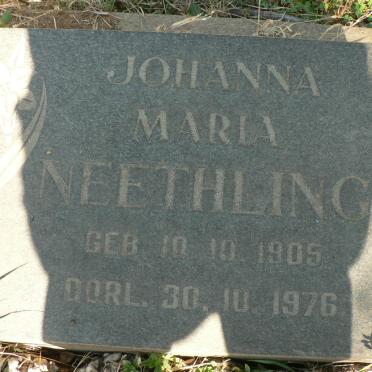 JOHANNA
MARIA
NEETHLING
GEB. 10. 10. 1905
OORL. 30. 10. 1976